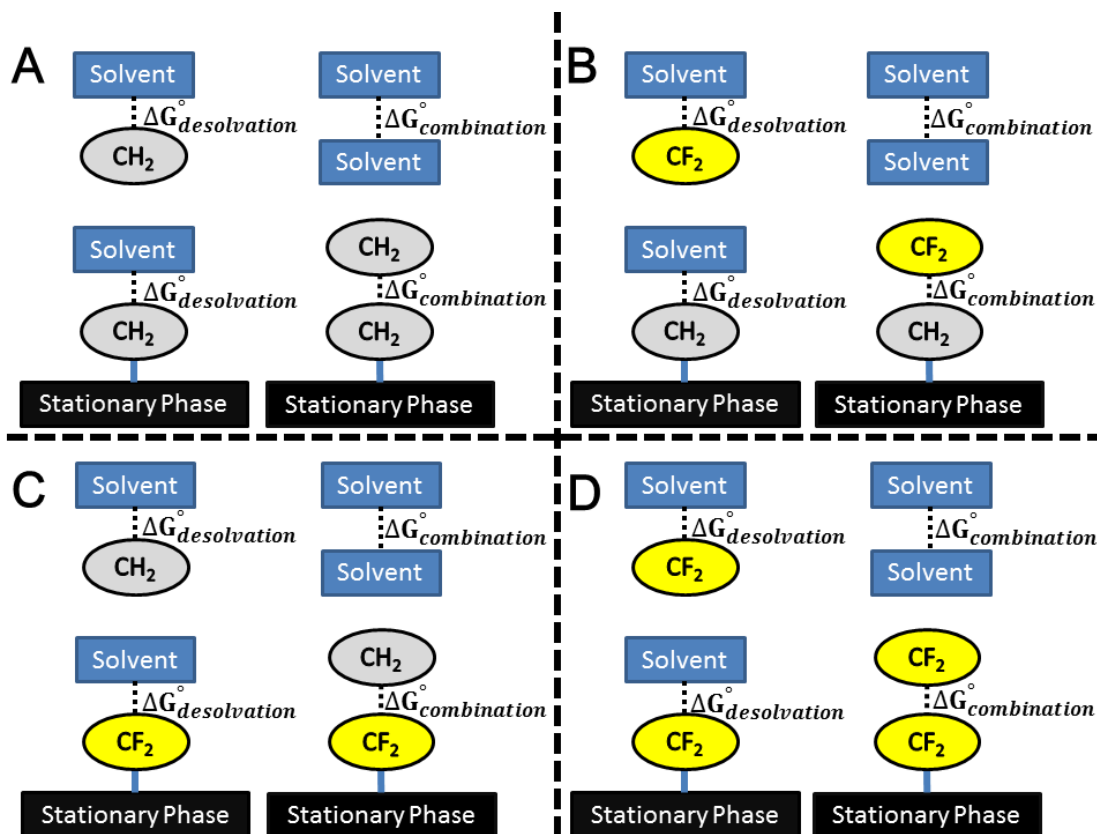 A
Solvent Solvent
ΔG°desolvation ΔG°combination
CH₂ Solvent
Solvent CH₂
ΔG°desolvation ΔG°combination
CH₂ CH₂
Stationary Phase Stationary Phase
B
Solvent Solvent
ΔG°desolvation ΔG°combination
CF₂ Solvent
Solvent CF₂
ΔG°desolvation ΔG°combination
CH₂ CH₂
Stationary Phase Stationary Phase
C
Solvent Solvent
ΔG°desolvation ΔG°combination
CH₂ Solvent
Solvent CH₂
ΔG°desolvation ΔG°combination
CF₂ CF₂
Stationary Phase Stationary Phase
D
Solvent Solvent
ΔG°desolvation ΔG°combination
CF₂ Solvent
Solvent CF₂
ΔG°desolvation ΔG°combination
CF₂ CF₂
Stationary Phase Stationary Phase